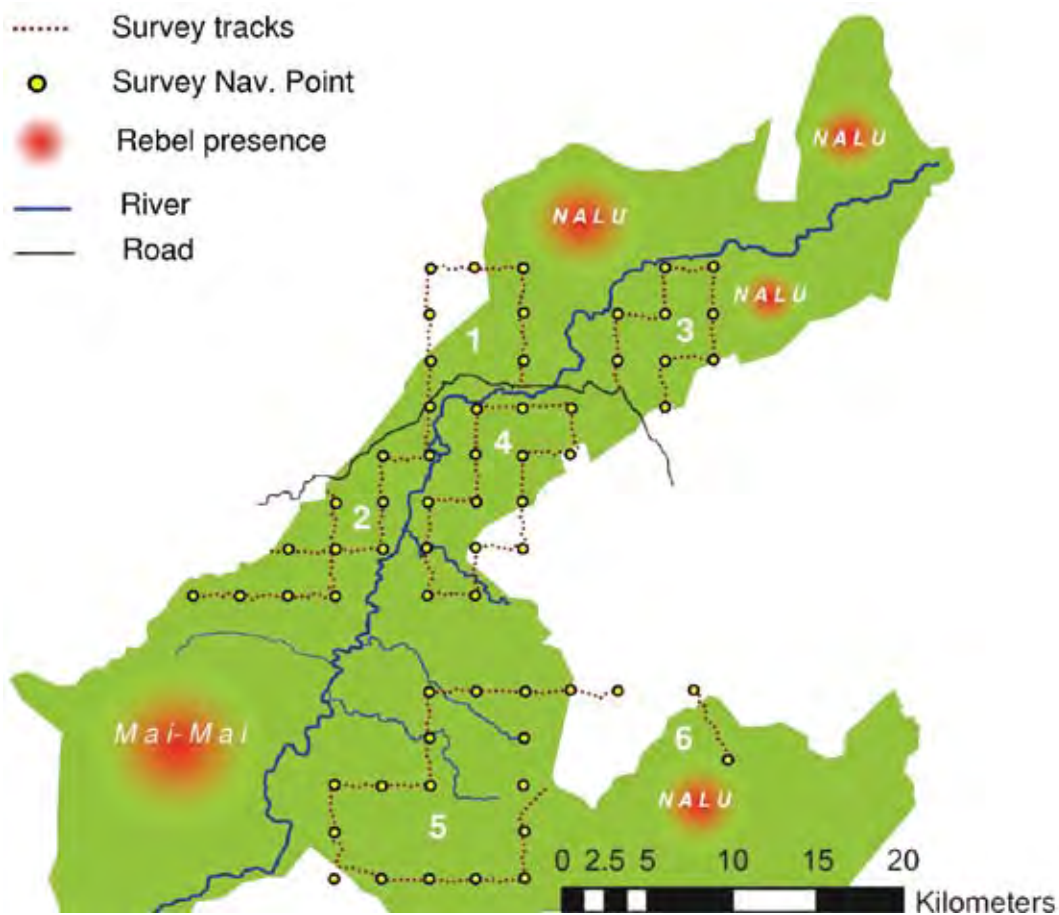 Survey tracks
Survey Nav. Point
Rebel presence
River
Road
NALU
NALU
NALU
1
3
4
2
6
Mai-Mai
NALU
5
0 2.5 5 10 15 20
Kilometers